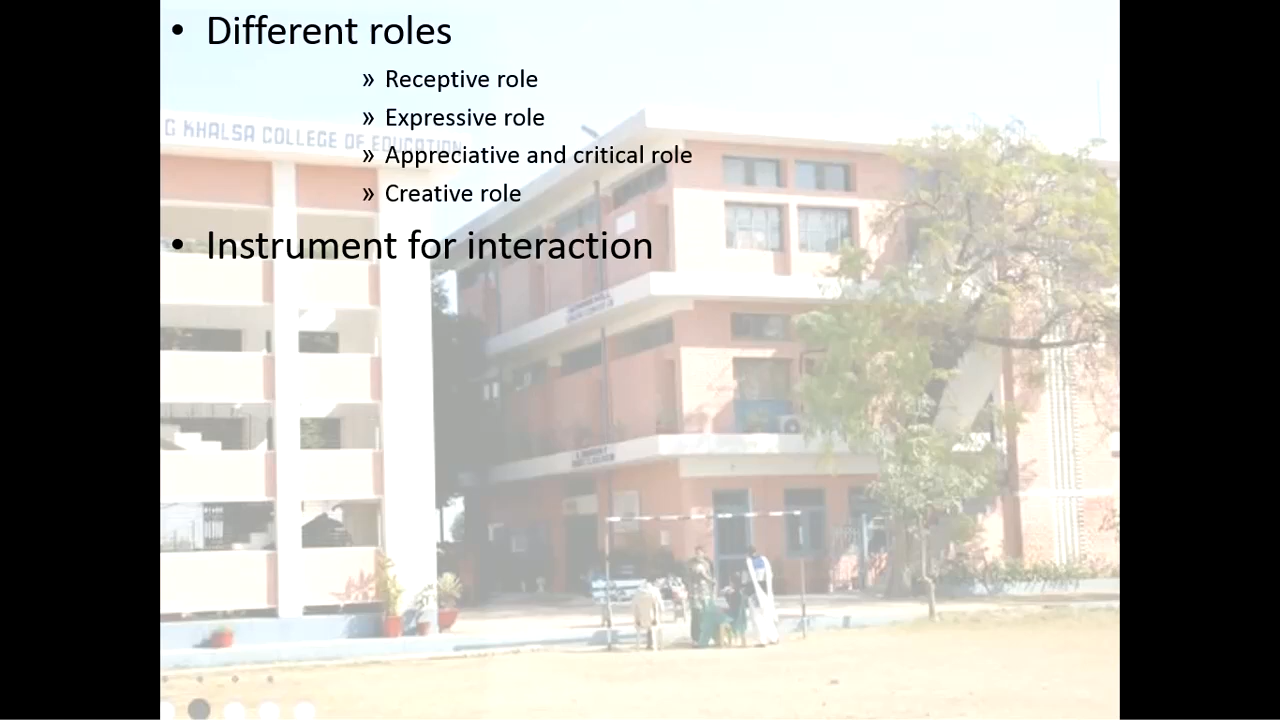 • Different roles
» Receptive role
» Expressive role
G KHALSA COLLEGE OF EDUCATION
» Appreciative and critical role
» Creative role
• Instrument for interaction